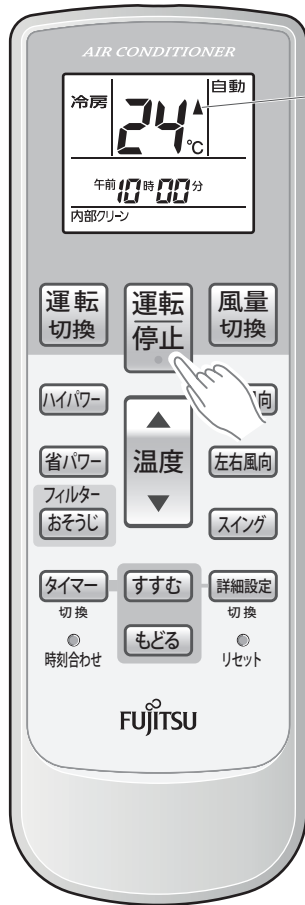 AIR CONDITIONER
冷房 24▲℃ 自動
午前10時00分
内部クリーン
運転切換
運転停止
風量切換
ハイパワー
向
省パワー
温度
左右風向
フィルター
おそうじ
スイング
タイマー
切換
すすむ
詳細設定
切換
時刻合わせ
もどる
リセット
FUJITSU